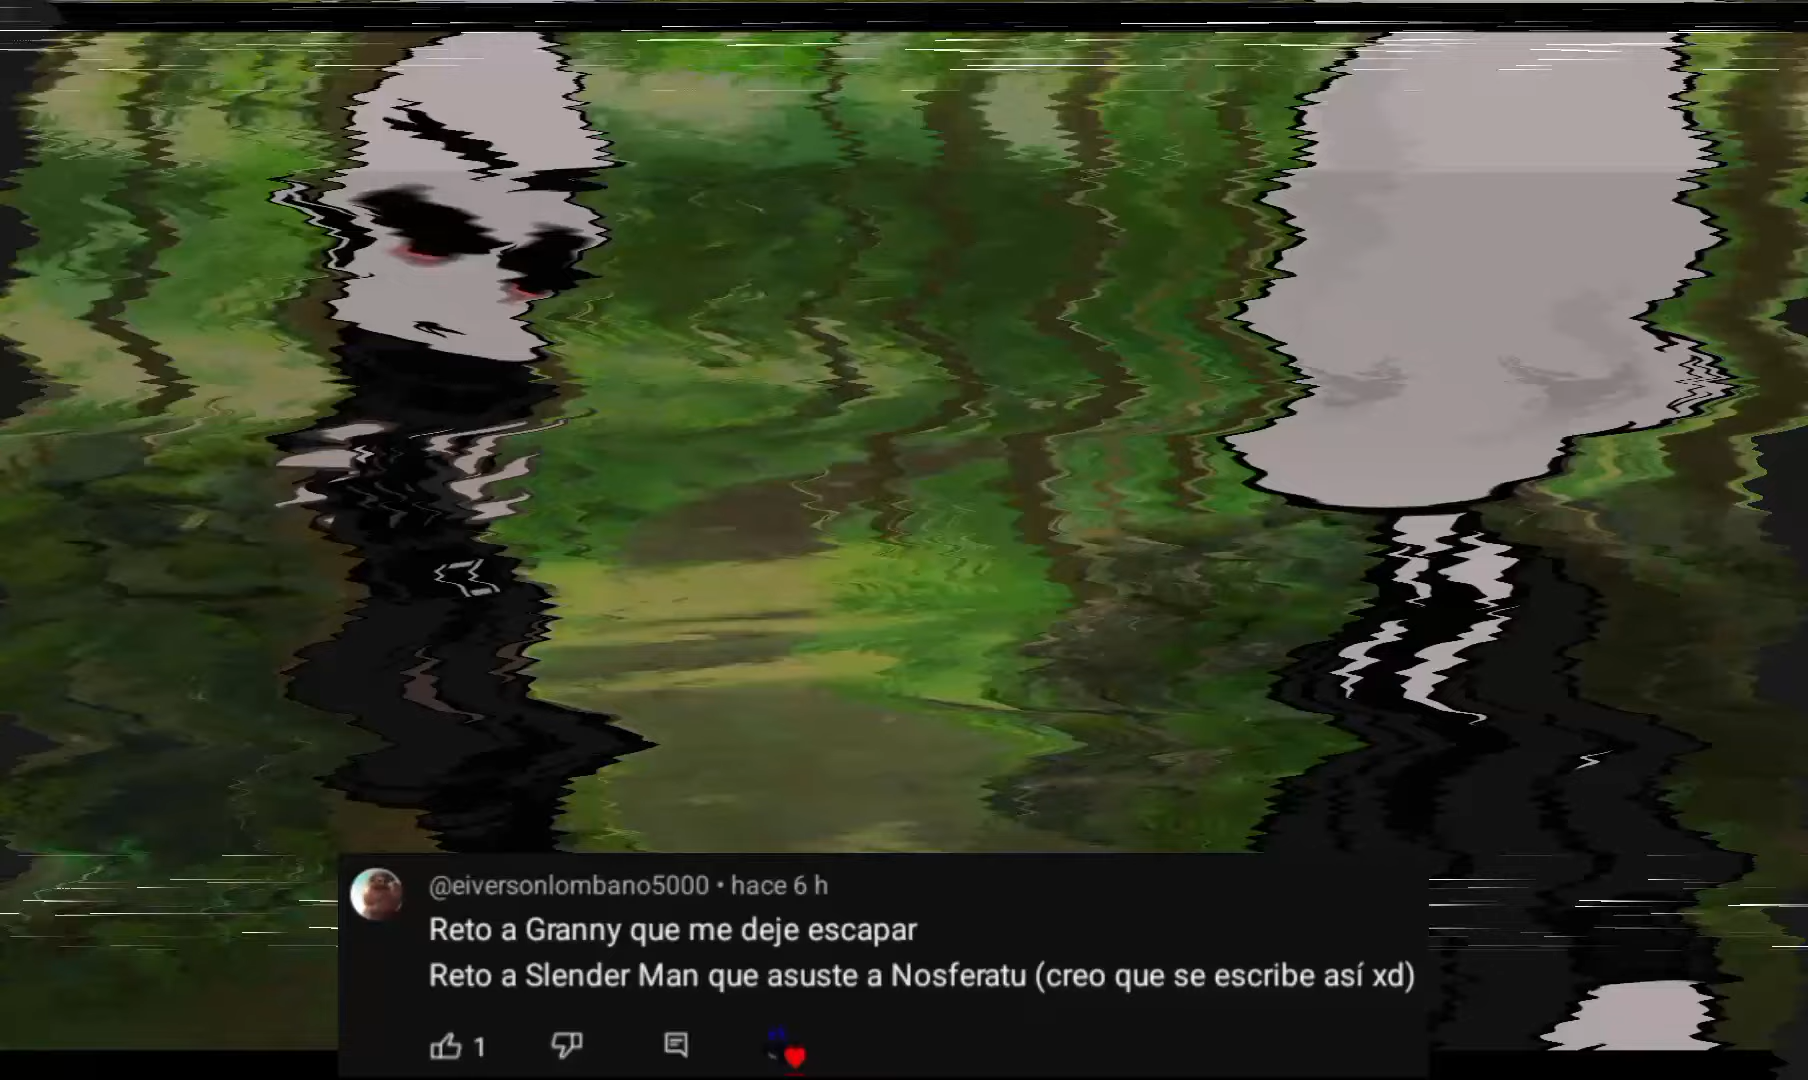 @eiversonlombano5000 • hace 6 h
Reto a Granny que me deje escapar
Reto a Slender Man que asuste a Nosferatu (creo que se escribe así xd)
1